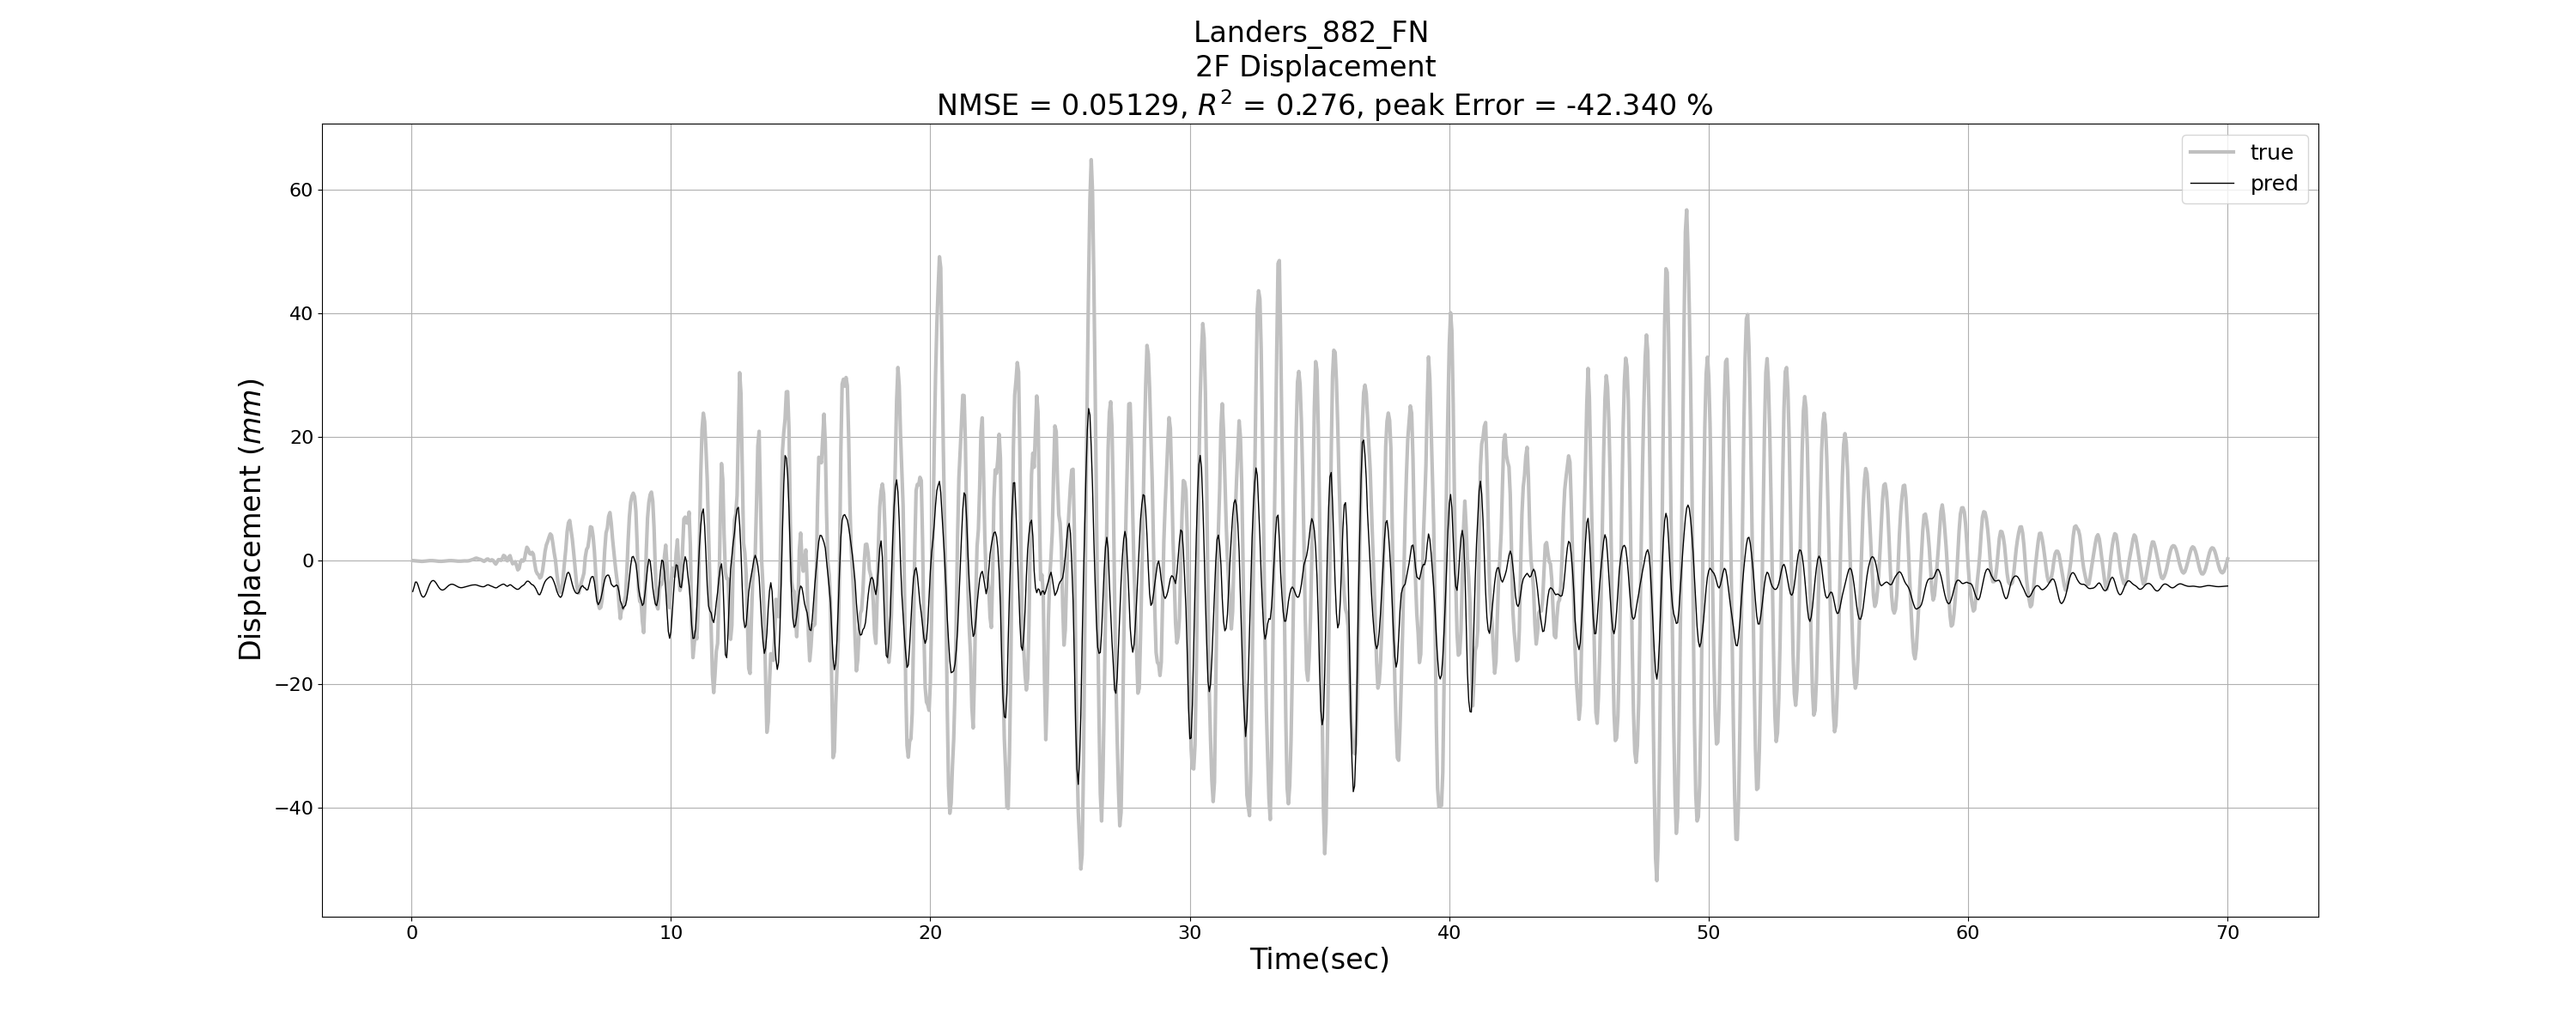 Landers_882_FN
2F Displacement
NMSE = 0.05129, R² = 0.276, peak Error = -42.340 %
true
pred
Displacement (mm)
60
40
20
0
−20
−40
0 10 20 30 40 50 60 70
Time(sec)